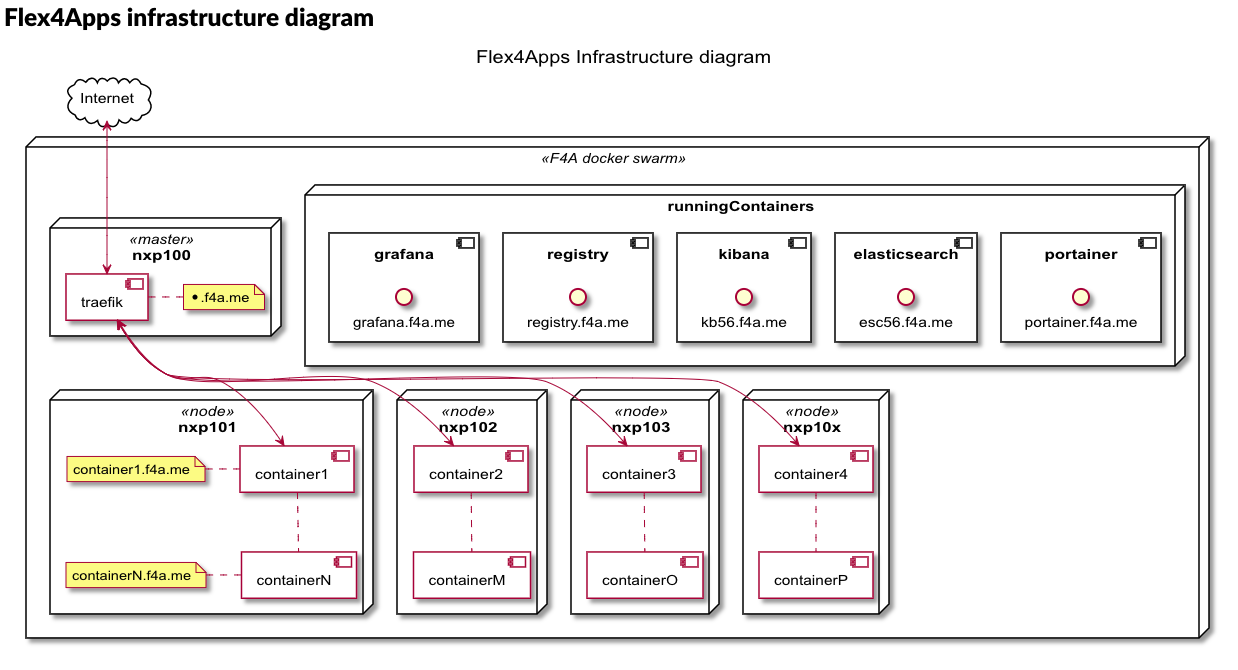 Flex4Apps infrastructure diagram
Flex4Apps Infrastructure diagram
Internet
«F4A docker swarm»
runningContainers
grafana
grafana.f4a.me
registry
registry.f4a.me
kibana
kb56.f4a.me
elasticsearch
esc56.f4a.me
portainer
portainer.f4a.me
«master»
nxp100
traefik
•.f4a.me
«node»
nxp101
container1.f4a.me
container1
containerN.f4a.me
containerN
«node»
nxp102
container2
containerM
«node»
nxp103
container3
containerO
«node»
nxp10x
container4
containerP